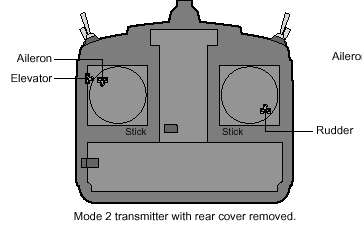 Aileron
Elevator
Ailero
Stick
Stick
Rudder
Mode 2 transmitter with rear cover removed.